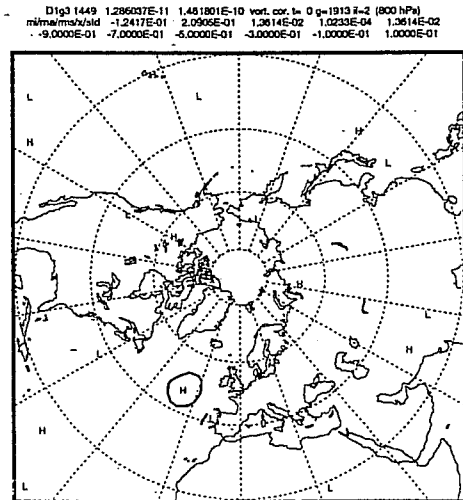 D1g3 1449 1.286037E-11 1.481801E-10 vort. cor. t= 0 g=1913 il=2 (800 hPa)
mi/ma/rms/x/std -1.2417E-01 2.0905E-01 1.3614E-02 1.0233E-04 1.3614E-02
-9.0000E-01 -7.0000E-01 -5.0000E-01 -3.0000E-01 -1.0000E-01 1.0000E-01
H
L
L
H
H
L
L
H
L
L
H
L
H
H
L
L